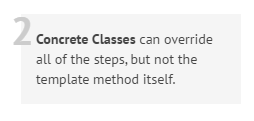 2
Concrete Classes can override
all of the steps, but not the
template method itself.